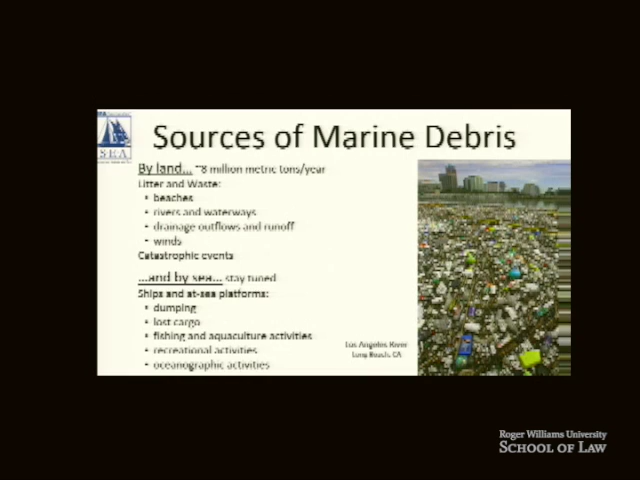 SEA
Sources of Marine Debris
By land... ~8 million metric tons/year
Litter and Waste:
• beaches
• rivers and waterways
• drainage outflows and runoff
• winds
Catastrophic events
...and by sea... stay tuned
Ships and at-sea platforms:
• dumping
• lost cargo
• fishing and aquaculture activities
• recreational activities
• oceanographic activities
Los Angeles River
Long Beach, CA
Roger Williams University
SCHOOL OF LAW